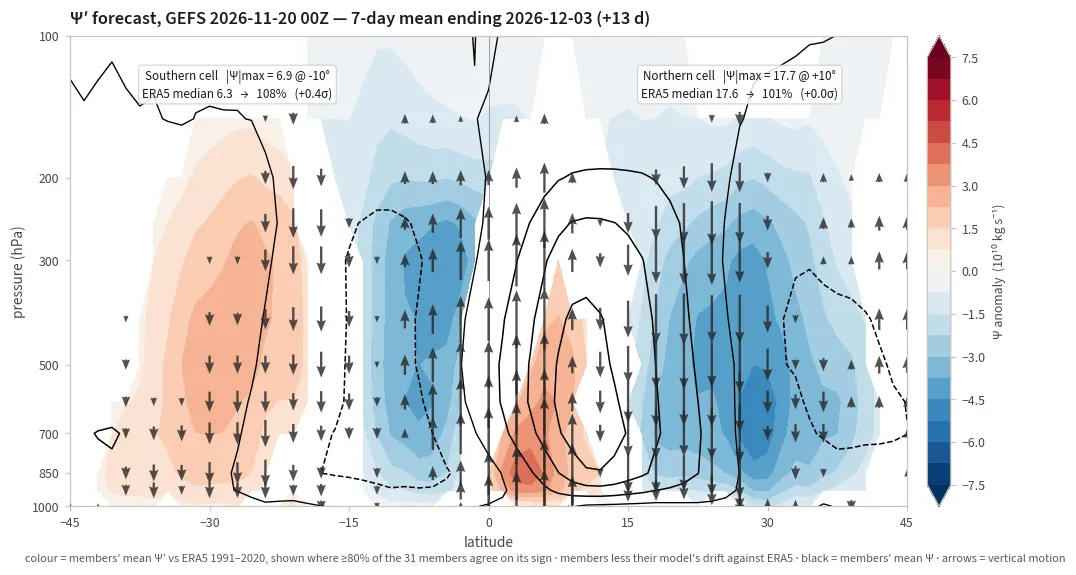 Ψ′ forecast, GEFS 2026-11-20 00Z — 7-day mean ending 2026-12-03 (+13 d)
Southern cell |Ψ|max = 6.9 @ -10°
ERA5 median 6.3 → 108% (+0.4σ)
Northern cell |Ψ|max = 17.7 @ +10°
ERA5 median 17.6 → 101% (+0.0σ)
100
200
300
400
500
700
850
1000
pressure (hPa)
−45
−30
−15
0
15
30
45
latitude
7.5
6.0
4.5
3.0
1.5
0.0
−1.5
−3.0
−4.5
−6.0
−7.5
Ψ anomaly (10¹⁰ kg s⁻¹)
colour = members' mean Ψ′ vs ERA5 1991–2020, shown where ≥80% of the 31 members agree on its sign · members less their model's drift against ERA5 · black = members' mean Ψ · arrows = vertical motion